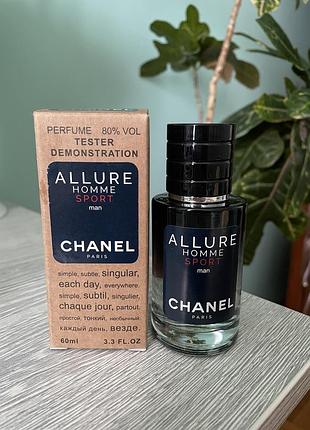 PERFUME 80% VOL
TESTER
DEMONSTRATION
ALLURE
HOMME
SPORT
man
CHANEL
PARIS
simple, subtle, singular,
each day, everywhere.
simple, subtil, singulier,
chaque jour, partout.
простой, тонкий, необычный.
каждый день, везде.
60ml 3.3 FL.OZ
ALLURE
HOMME
SPORT
man
CHANEL
PARIS